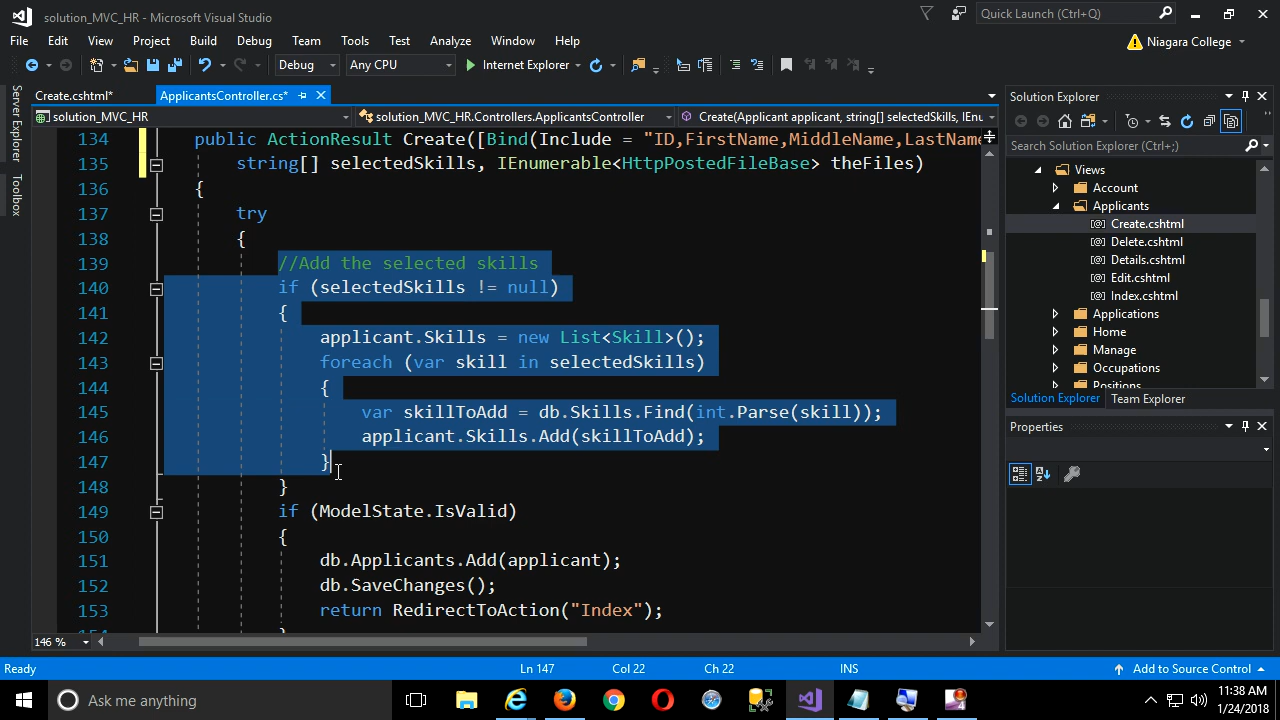 solution_MVC_HR - Microsoft Visual Studio
Quick Launch (Ctrl+Q)
File Edit View Project Build Debug Team Tools Test Analyze Window Help
Niagara College
Debug Any CPU Internet Explorer
Create.cshtml* ApplicantsController.cs*
solution_MVC_HR solution_MVC_HR.Controllers.ApplicantsController Create(Applicant applicant, string[] selectedSkills, IEnu
134 public ActionResult Create([Bind(Include = "ID,FirstName,MiddleName,LastName
135 string[] selectedSkills, IEnumerable<HttpPostedFileBase> theFiles)
136 {
137 try
138 {
139 //Add the selected skills
140 if (selectedSkills != null)
141 {
142 applicant.Skills = new List<Skill>();
143 foreach (var skill in selectedSkills)
144 {
145 var skillToAdd = db.Skills.Find(int.Parse(skill));
146 applicant.Skills.Add(skillToAdd);
147 }
148 }
149 if (ModelState.IsValid)
150 {
151 db.Applicants.Add(applicant);
152 db.SaveChanges();
153 return RedirectToAction("Index");
146 %
Server Explorer
Toolbox
Solution Explorer
Search Solution Explorer (Ctrl+;)
Views
Account
Applicants
Create.cshtml
Delete.cshtml
Details.cshtml
Edit.cshtml
Index.cshtml
Applications
Home
Manage
Occupations
Positions
Solution Explorer Team Explorer
Properties
Ready Ln 147 Col 22 Ch 22 INS Add to Source Control
Ask me anything
11:38 AM
1/24/2018